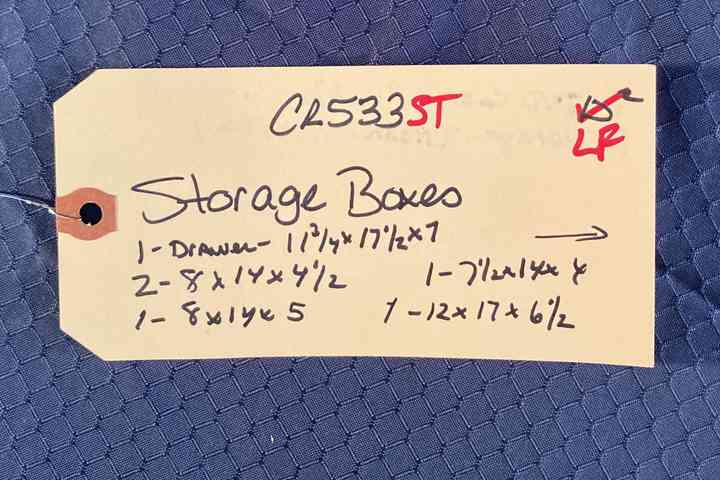 CR533ST
LF
Storage Boxes
1 - Drawer - 11 3/4 x 17 1/2 x 7
2 - 8 x 14 x 4 1/2 1 - 7 1/2 x 14 x 4
1 - 8 x 14 x 5 1 - 12 x 17 x 6 1/2